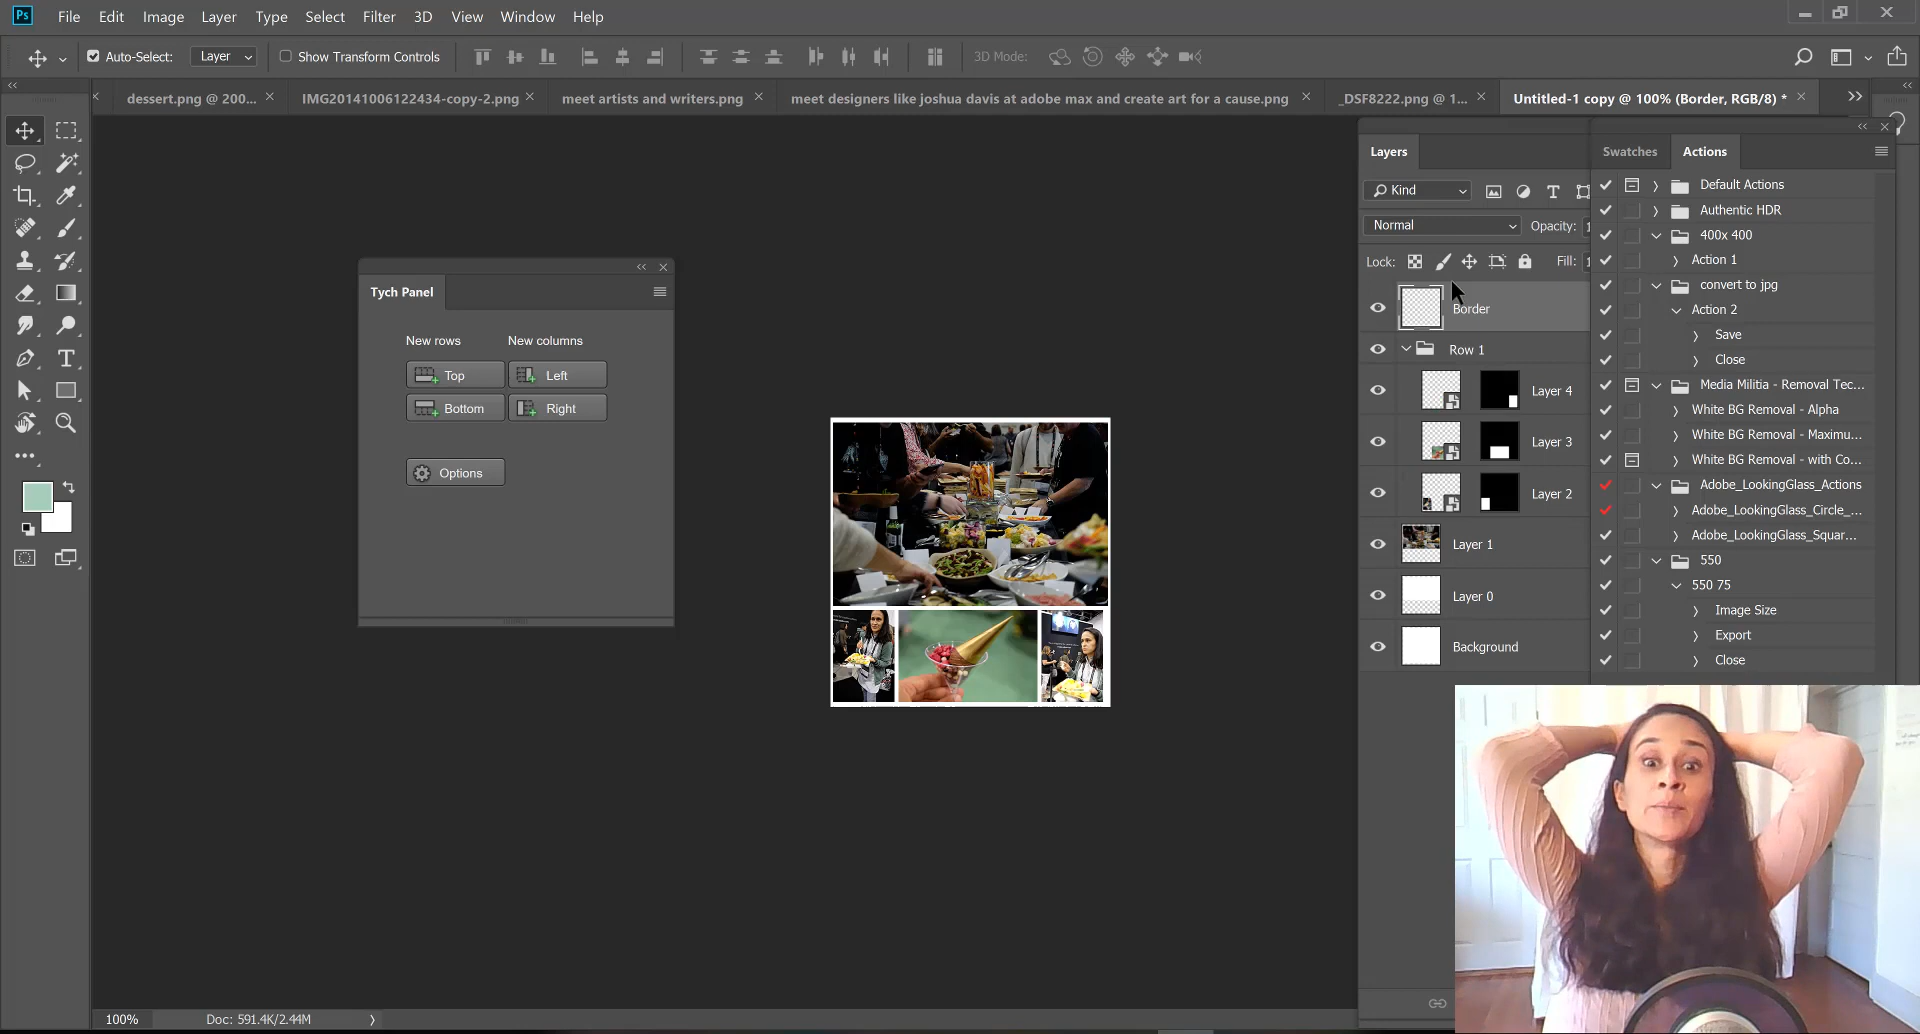 Ps File Edit Image Layer Type Select Filter 3D View Window Help
Auto-Select: Layer Show Transform Controls 3D Mode:
dessert.png @ 200... IMG20141006122434-copy-2.png meet artists and writers.png meet designers like joshua davis at adobe max and create art for a cause.png _DSF8222.png @ 1... Untitled-1 copy @ 100% (Border, RGB/8) *
Tych Panel
New rows New columns
Top Left
Bottom Right
Options
Layers
Kind
Normal Opacity: 1
Lock: Fill: 1
Border
Row 1
Layer 4
Layer 3
Layer 2
Layer 1
Layer 0
Background
Swatches Actions
Default Actions
Authentic HDR
400x 400
Action 1
convert to jpg
Action 2
Save
Close
Media Militia - Removal Tec...
White BG Removal - Alpha
White BG Removal - Maximu...
White BG Removal - with Co...
Adobe_LookingGlass_Actions
Adobe_LookingGlass_Circle_...
Adobe_LookingGlass_Squar...
550
550 75
Image Size
Export
Close
100% Doc: 591.4K/2.44M